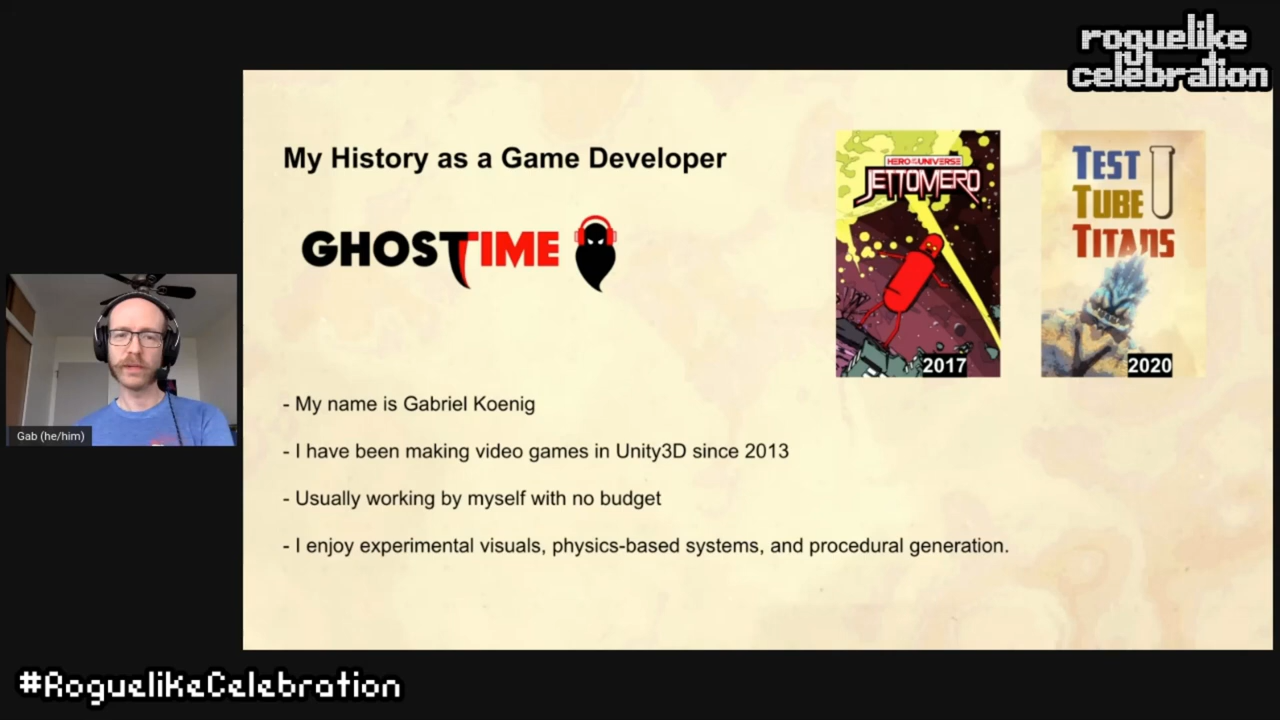 roguelike
celebration
My History as a Game Developer
GHOSTTIME
HERO OF THE UNIVERSE
JETTOMERO
2017
TEST
TUBE
TITANS
2020
Gab (he/him)
- My name is Gabriel Koenig
- I have been making video games in Unity3D since 2013
- Usually working by myself with no budget
- I enjoy experimental visuals, physics-based systems, and procedural generation.
#RoguelikeCelebration